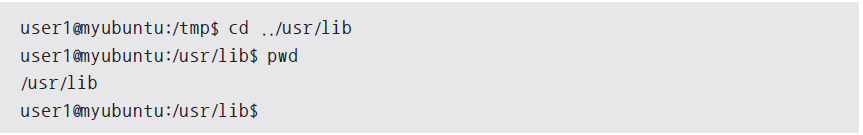 user1@myubuntu:/tmp$ cd ../usr/lib
user1@myubuntu:/usr/lib$ pwd
/usr/lib
user1@myubuntu:/usr/lib$